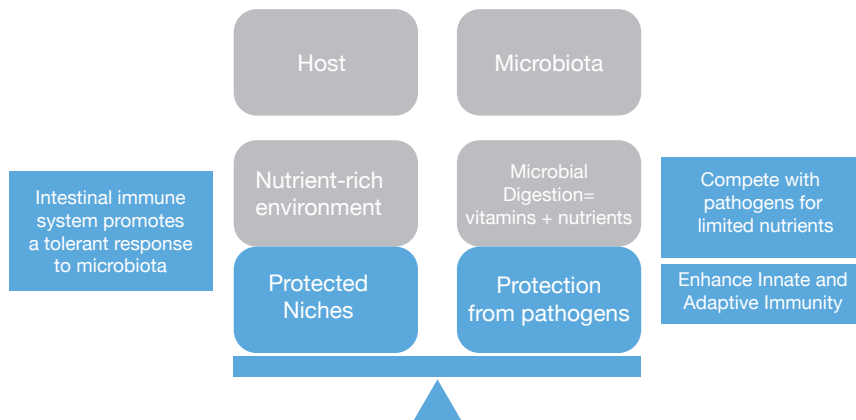 Host
Microbiota
Nutrient-rich
environment
Microbial
Digestion=
vitamins + nutrients
Intestinal immune
system promotes
a tolerant response
to microbiota
Compete with
pathogens for
limited nutrients
Protected
Niches
Protection
from pathogens
Enhance Innate and
Adaptive Immunity